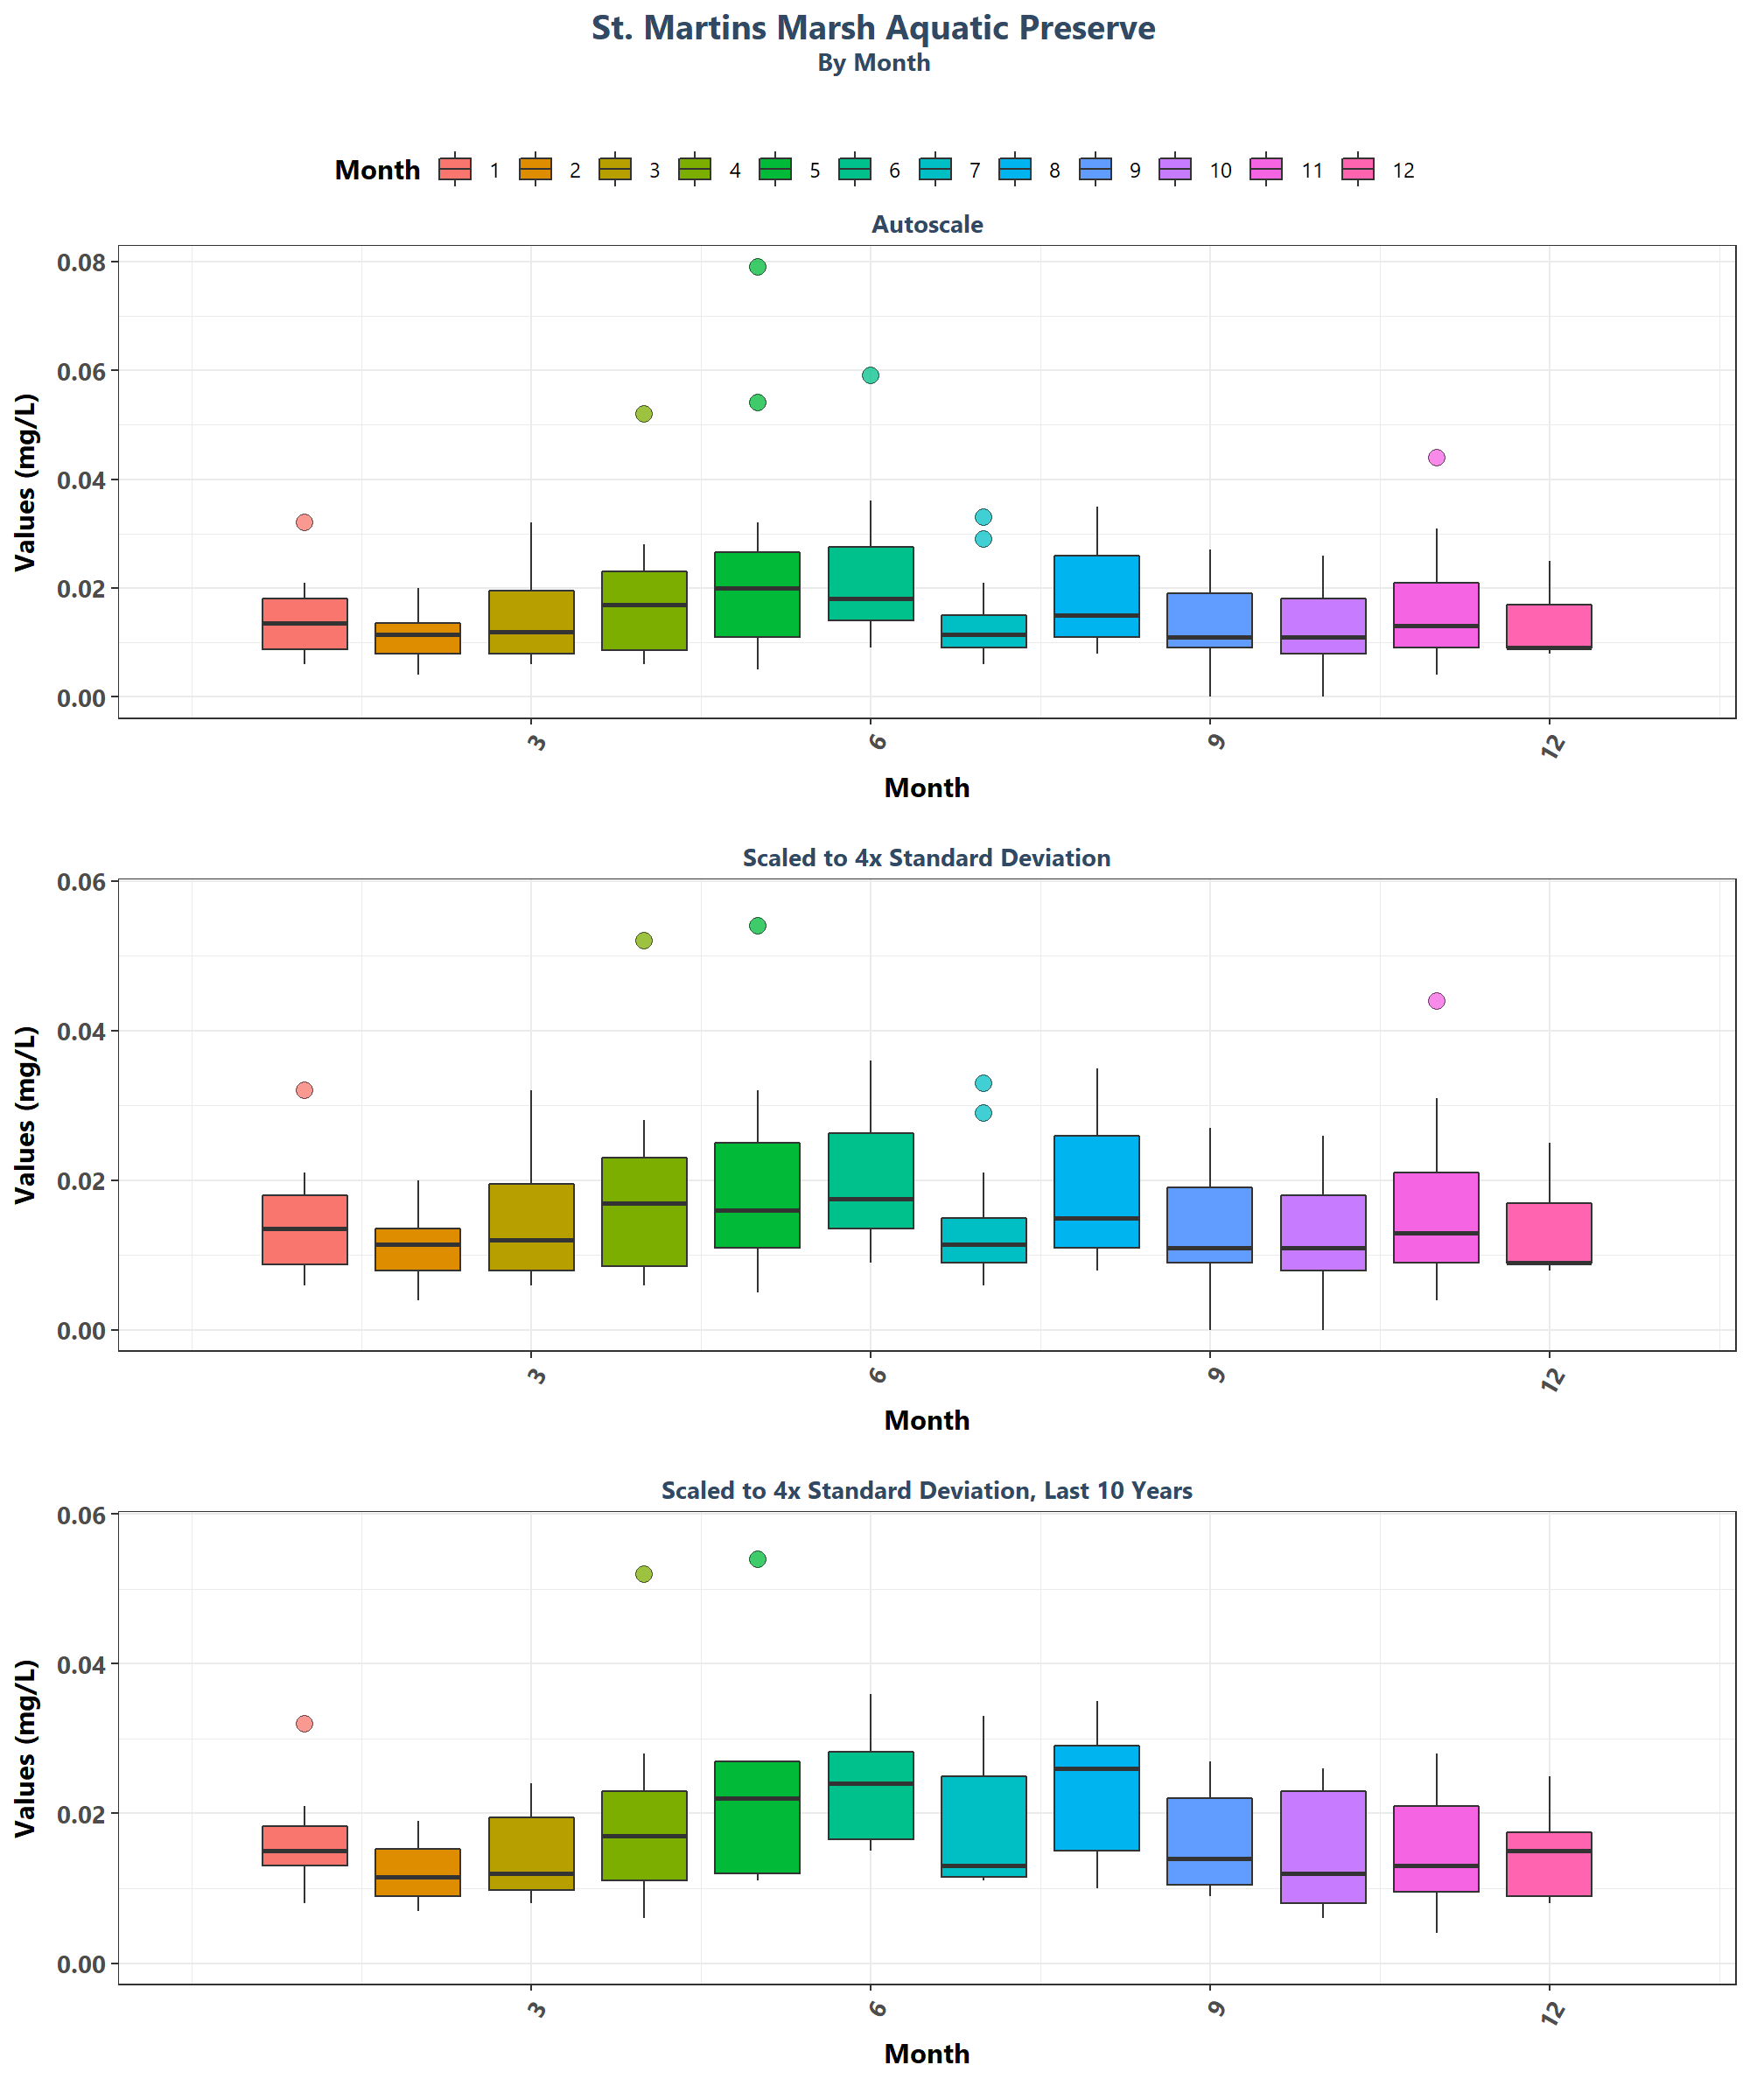 St. Martins Marsh Aquatic Preserve
By Month
Month 1 2 3 4 5 6 7 8 9 10 11 12
Autoscale
Values (mg/L)
0.08
0.06
0.04
0.02
0.00
3 6 9 12
Month
Scaled to 4x Standard Deviation
Values (mg/L)
0.06
0.04
0.02
0.00
3 6 9 12
Month
Scaled to 4x Standard Deviation, Last 10 Years
Values (mg/L)
0.06
0.04
0.02
0.00
3 6 9 12
Month